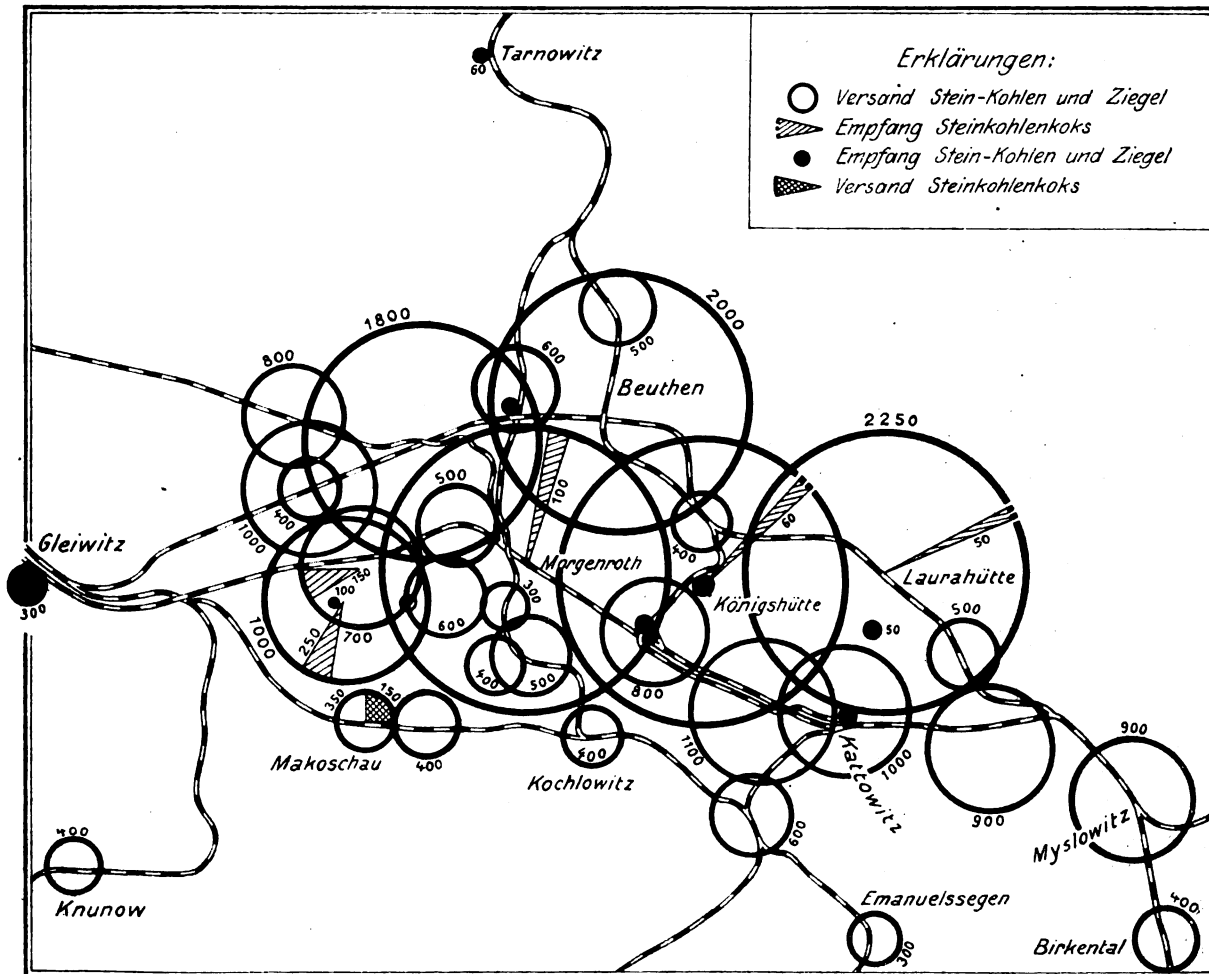 Tarnowitz
60
Erklärungen:
Versand Stein-Kohlen und Ziegel
Empfang Steinkohlenkoks
Empfang Stein-Kohlen und Ziegel
Versand Steinkohlenkoks
1800
2000
800
600
500
Beuthen
2250
500
100
60
50
400
1000
400
Gleiwitz
300
Morgenroth
Laurahütte
Königshütte
150
100
300
700
600
250
1000
50
500
800
400
500
350
150
Makoschau
400
400
Kochlowitz
1100
1000
Kattowitz
900
900
600
Myslowitz
400
Knunow
Emanuelssegen
300
400
Birkental